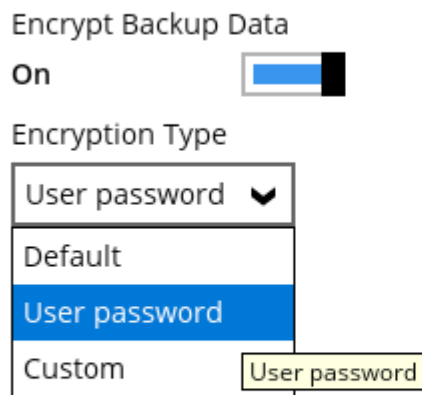 Encrypt Backup Data
On
Encryption Type
User password
Default
User password
Custom
User password